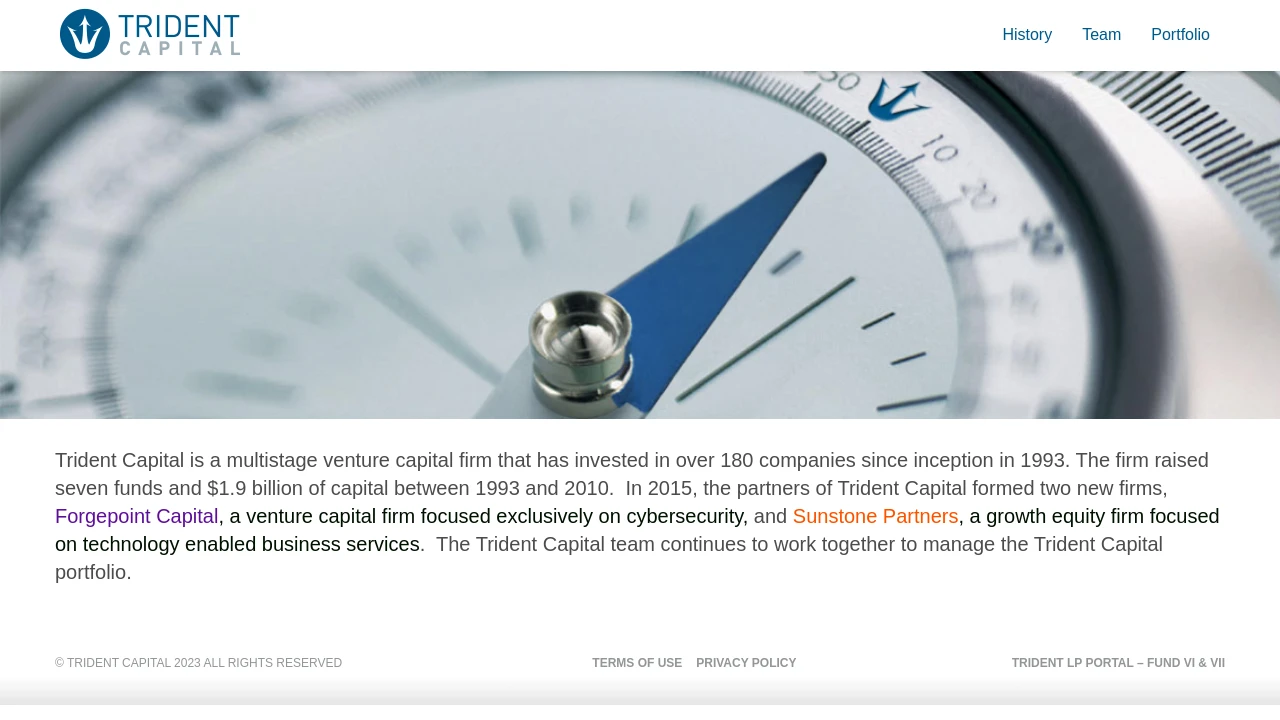 TRIDENT
CAPITAL
History Team Portfolio
50
10
20
30
Trident Capital is a multistage venture capital firm that has invested in over 180 companies since inception in 1993. The firm raised
seven funds and $1.9 billion of capital between 1993 and 2010.  In 2015, the partners of Trident Capital formed two new firms,
Forgepoint Capital, a venture capital firm focused exclusively on cybersecurity, and Sunstone Partners, a growth equity firm focused
on technology enabled business services.  The Trident Capital team continues to work together to manage the Trident Capital
portfolio.
© TRIDENT CAPITAL 2023 ALL RIGHTS RESERVED TERMS OF USE PRIVACY POLICY TRIDENT LP PORTAL – FUND VI & VII